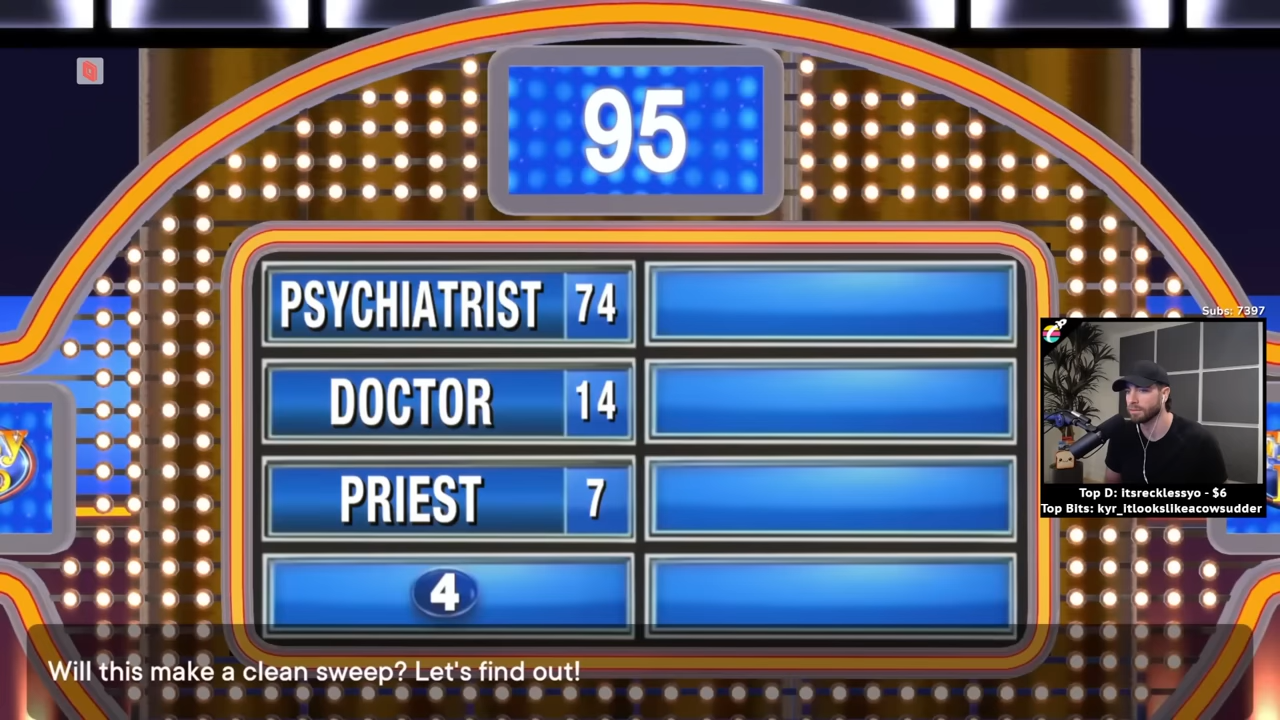 95
PSYCHIATRIST 74
DOCTOR 14
PRIEST 7
4
Subs: 7397
Top D: itsrecklessyo - $6
Top Bits: kyr_itlookslikeacowsudder
Will this make a clean sweep? Let's find out!